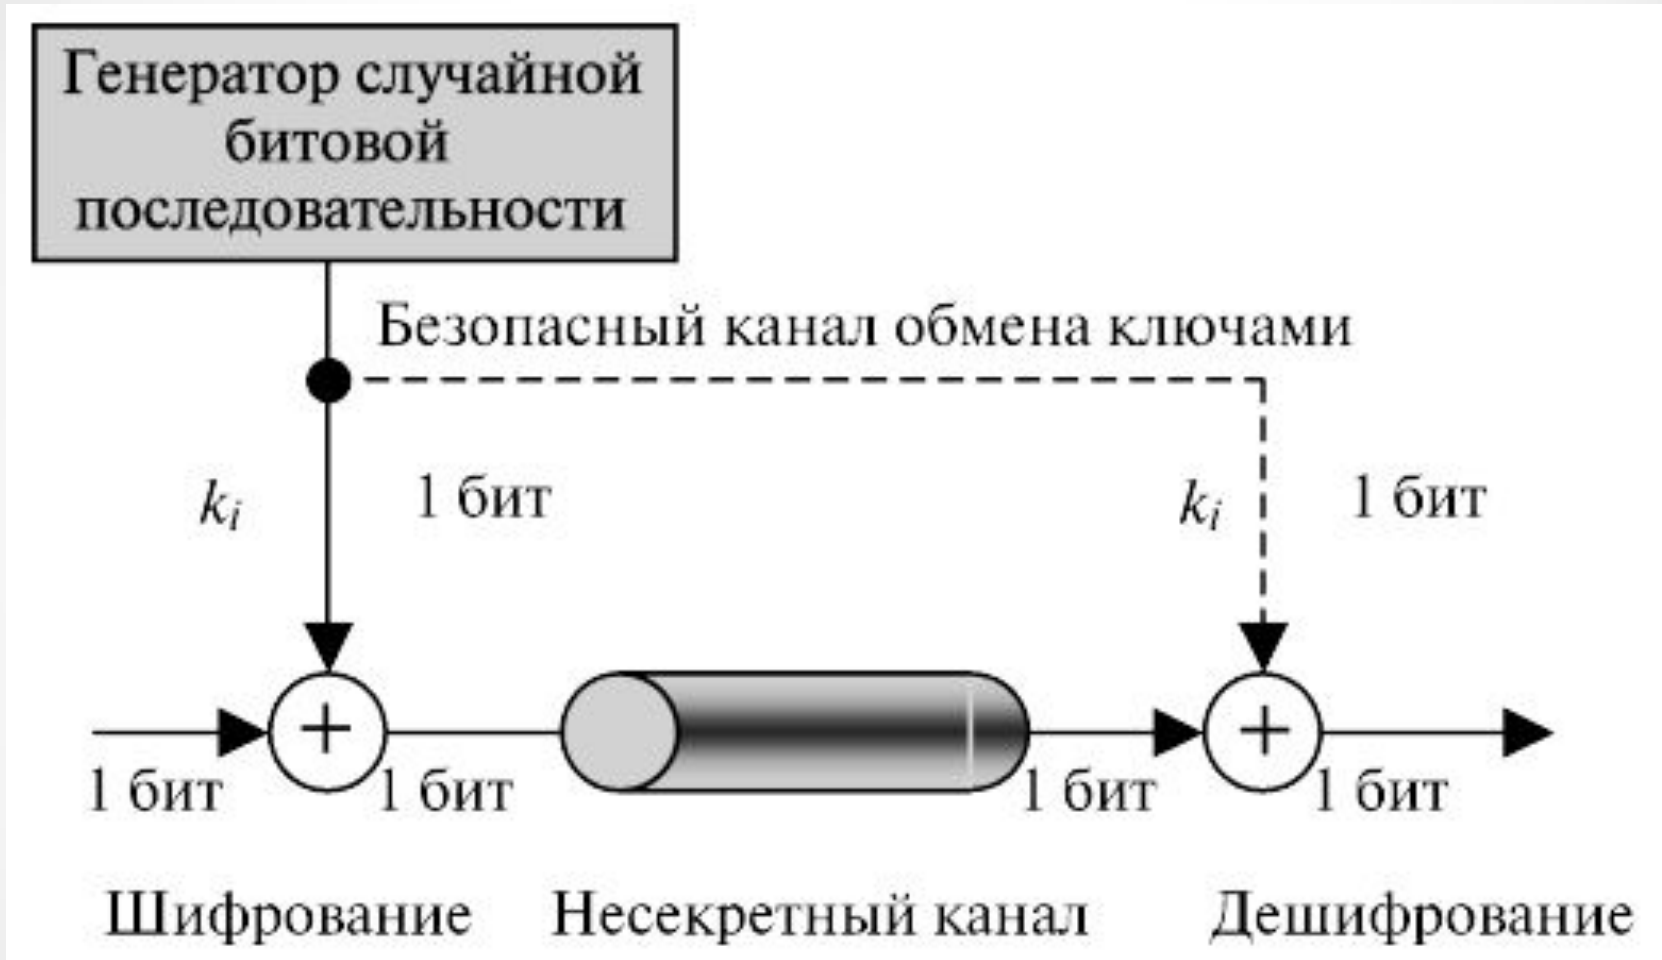 Генератор случайной
битовой
последовательности
Безопасный канал обмена ключами
ki 1 бит ki 1 бит
+ +
1 бит 1 бит 1 бит 1 бит
Шифрование Несекретный канал Дешифрование